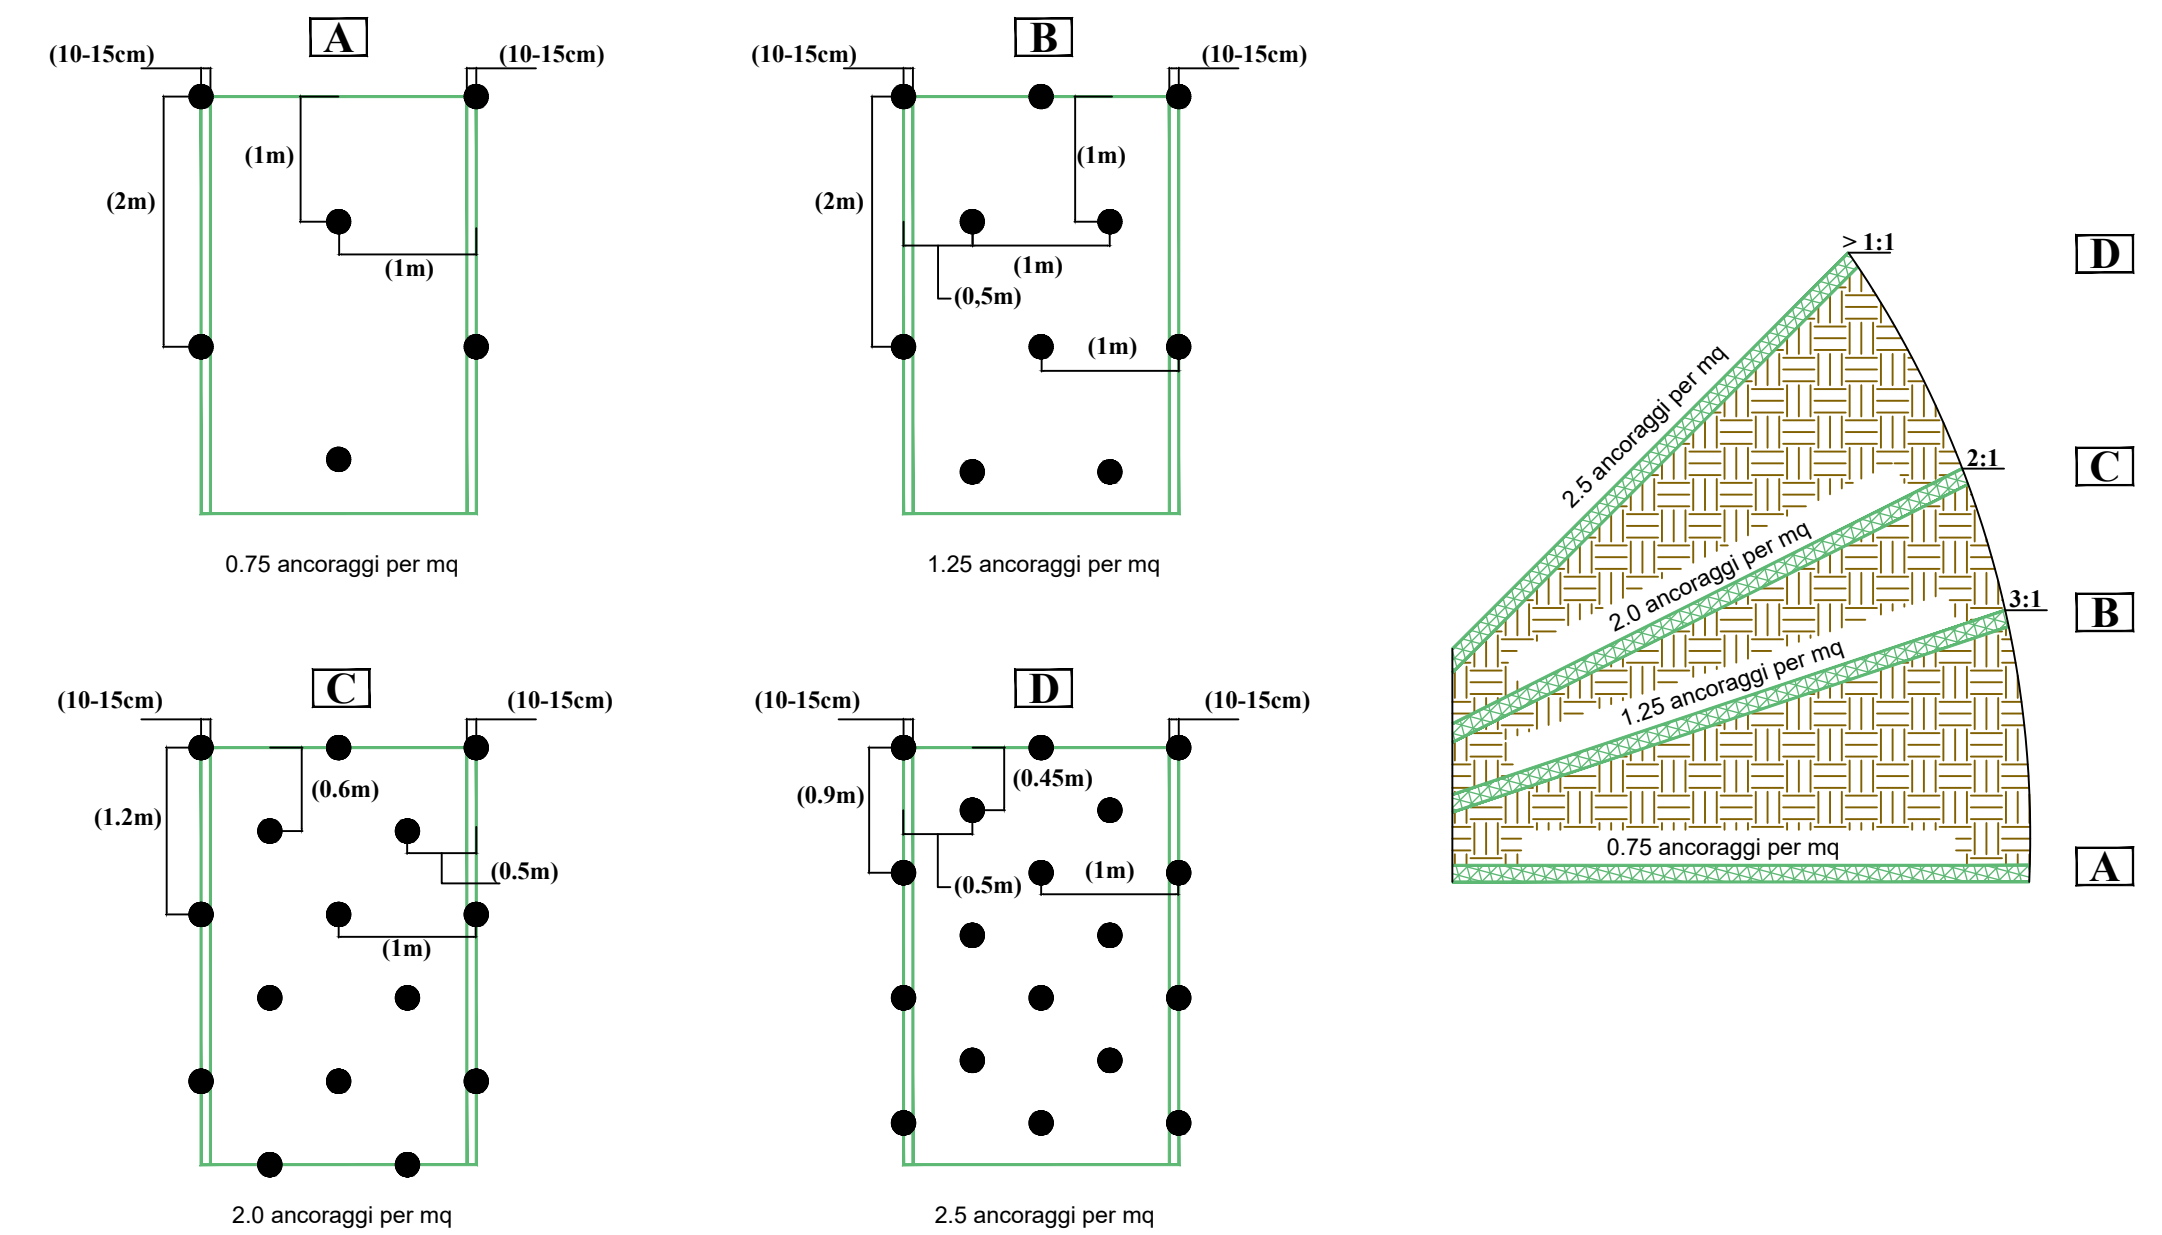 A
(10-15cm)
(10-15cm)
(1m)
(2m)
(1m)
0.75 ancoraggi per mq
B
(10-15cm)
(10-15cm)
(1m)
(2m)
(1m)
(0,5m)
(1m)
1.25 ancoraggi per mq
C
(10-15cm)
(10-15cm)
(0.6m)
(1.2m)
(0.5m)
(1m)
2.0 ancoraggi per mq
D
(10-15cm)
(10-15cm)
(0.45m)
(0.9m)
(1m)
(0.5m)
2.5 ancoraggi per mq
> 1:1
D
2.5 ancoraggi per mq
2:1
C
2.0 ancoraggi per mq
3:1
B
1.25 ancoraggi per mq
0.75 ancoraggi per mq
A